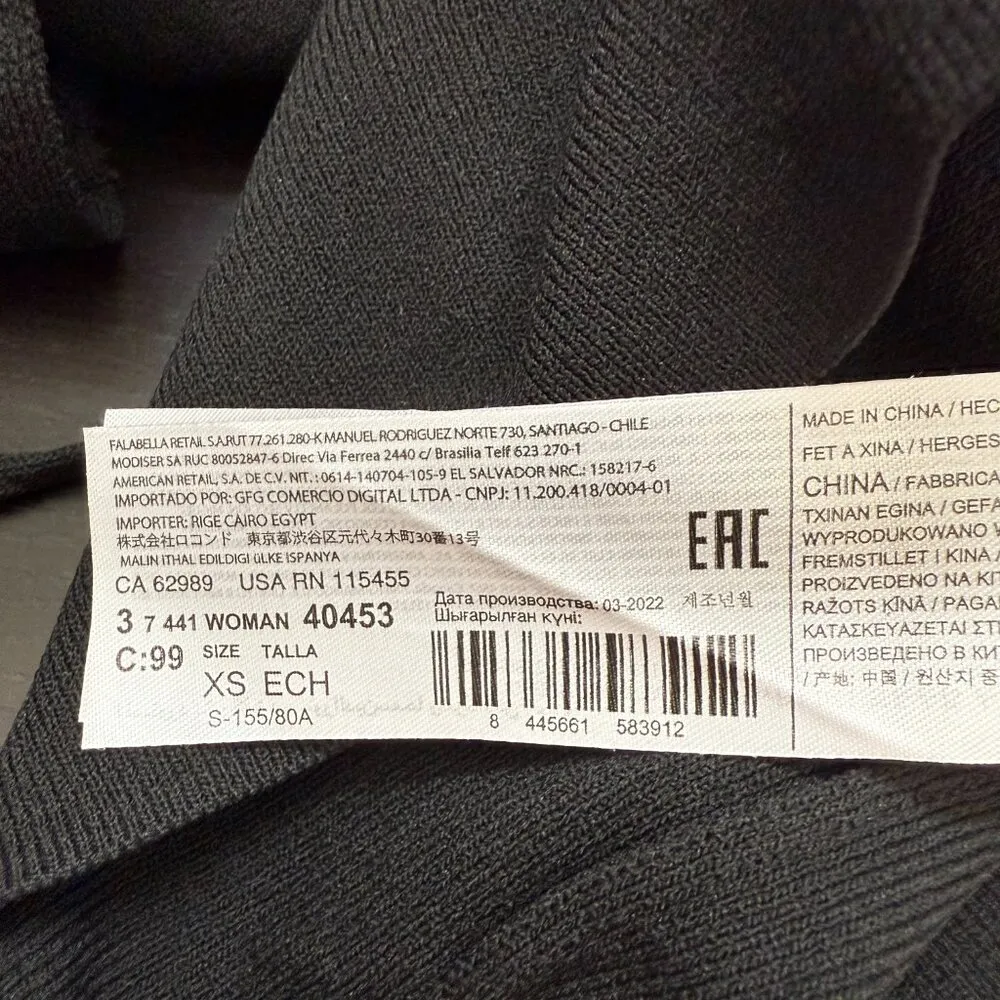 FALABELLA RETAIL S.A.RUT 77.261.280-K MANUEL RODRIGUEZ NORTE 730, SANTIAGO - CHILE
MODISER SA RUC 80052847-6 Direc Via Ferrea 2440 c/ Brasilia Telf 623 270-1
AMERICAN RETAIL, S.A. DE C.V. NIT. : 0614-140704-105-9 EL SALVADOR NRC.: 158217-6
IMPORTADO POR: GFG COMERCIO DIGITAL LTDA - CNPJ: 11.200.418/0004-01
IMPORTER: RIGE CAIRO EGYPT
株式会社ロコンド 東京都渋谷区元代々木町30番13号
MALIN ITHAL EDILDIGI ÜLKE ISPANYA
CA 62989 USA RN 115455
EAC
3 7 441 WOMAN 40453
C:99 SIZE TALLA
XS ECH
S-155/80A
Дата производства: 03-2022 제조년월
Шығарылған күні:
8 445661 583912
MADE IN CHINA / HEC
FET A XINA / HERGES
CHINA / FABBRICA
TXINAN EGINA / GEFA
WYPRODUKOWANO
FREMSTILLET I KINA /
PROIZVEDENO NA KIT
RAŽOTS ĶĪNĀ / PAGA
ΚΑΤΑΣΚΕΥΑΖΕΤΑΙ ΣΤ
ПРОИЗВЕДЕНО В КИ
/ 产地: 中国 / 원산지 중